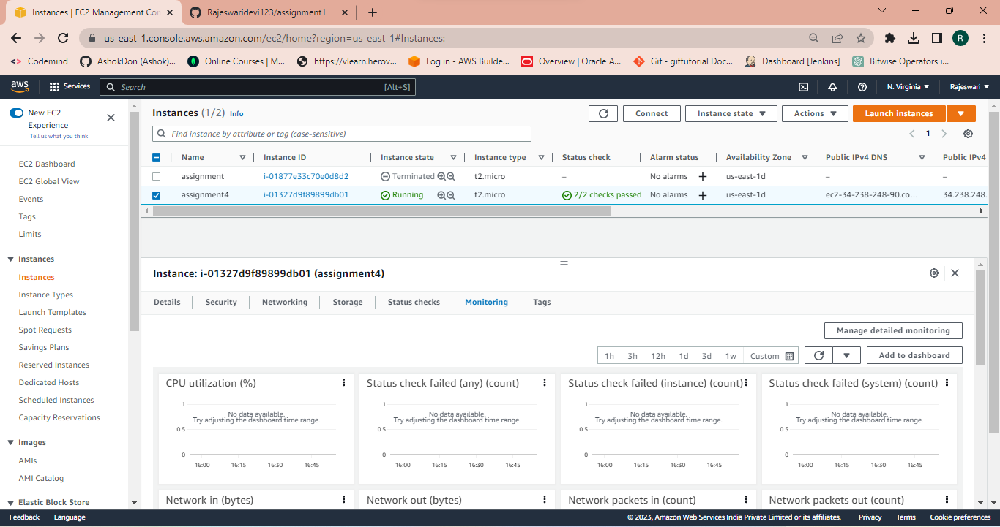 Instances | EC2 Management Con
Rajeswaridevi123/assignment1
us-east-1.console.aws.amazon.com/ec2/home?region=us-east-1#Instances:
R
Codemind
AshokDon (Ashok)...
Online Courses | M...
https://vlearn.herov...
Log in - AWS Builde...
Overview | Oracle A...
Git - gittutorial Doc...
Dashboard [Jenkins]
Bitwise Operators i...
aws
Services
Search
[Alt+S]
N. Virginia
Rajeswari
New EC2
Experience
Tell us what you think
EC2 Dashboard
EC2 Global View
Events
Tags
Limits
Instances
Instances
Instance Types
Launch Templates
Spot Requests
Savings Plans
Reserved Instances
Dedicated Hosts
Scheduled Instances
Capacity Reservations
Images
AMIs
AMI Catalog
Elastic Block Store
Instances (1/2) Info
Connect
Instance state
Actions
Launch instances
Find instance by attribute or tag (case-sensitive)
1
Name Instance ID Instance state Instance type Status check Alarm status Availability Zone Public IPv4 DNS Public IPv4
assignment i-01877e33c70e0d8d2 Terminated t2.micro – No alarms + us-east-1d – –
assignment4 i-01327d9f89899db01 Running t2.micro 2/2 checks passed No alarms + us-east-1d ec2-34-238-248-90.co... 34.238.248.
Instance: i-01327d9f89899db01 (assignment4)
Details Security Networking Storage Status checks Monitoring Tags
Manage detailed monitoring
1h 3h 12h 1d 3d 1w Custom
Add to dashboard
CPU utilization (%)
1
No data available.
Try adjusting the dashboard time range.
0.5
0
16:00 16:15 16:30 16:45
Status check failed (any) (count)
1
No data available.
Try adjusting the dashboard time range.
0.5
0
16:00 16:15 16:30 16:45
Status check failed (instance) (count)
1
No data available.
Try adjusting the dashboard time range.
0.5
0
16:00 16:15 16:30 16:45
Status check failed (system) (count)
1
No data available.
Try adjusting the dashboard time range.
0.5
0
16:00 16:15 16:30 16:45
Network in (bytes)
Network out (bytes)
Network packets in (count)
Network packets out (count)
Feedback Language
© 2023, Amazon Web Services India Private Limited or its affiliates. Privacy Terms Cookie preferences